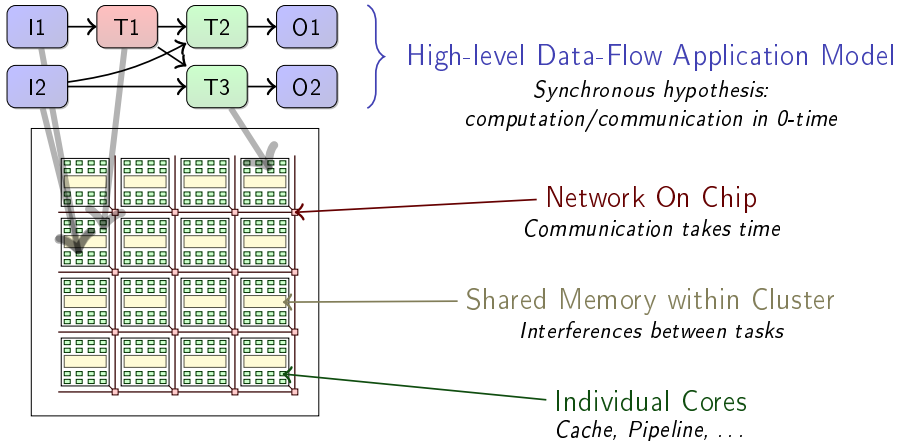 I1 T1 T2 O1
I2 T3 O2
High-level Data-Flow Application Model
Synchronous hypothesis:
computation/communication in 0-time
Network On Chip
Communication takes time
Shared Memory within Cluster
Interferences between tasks
Individual Cores
Cache, Pipeline, ...